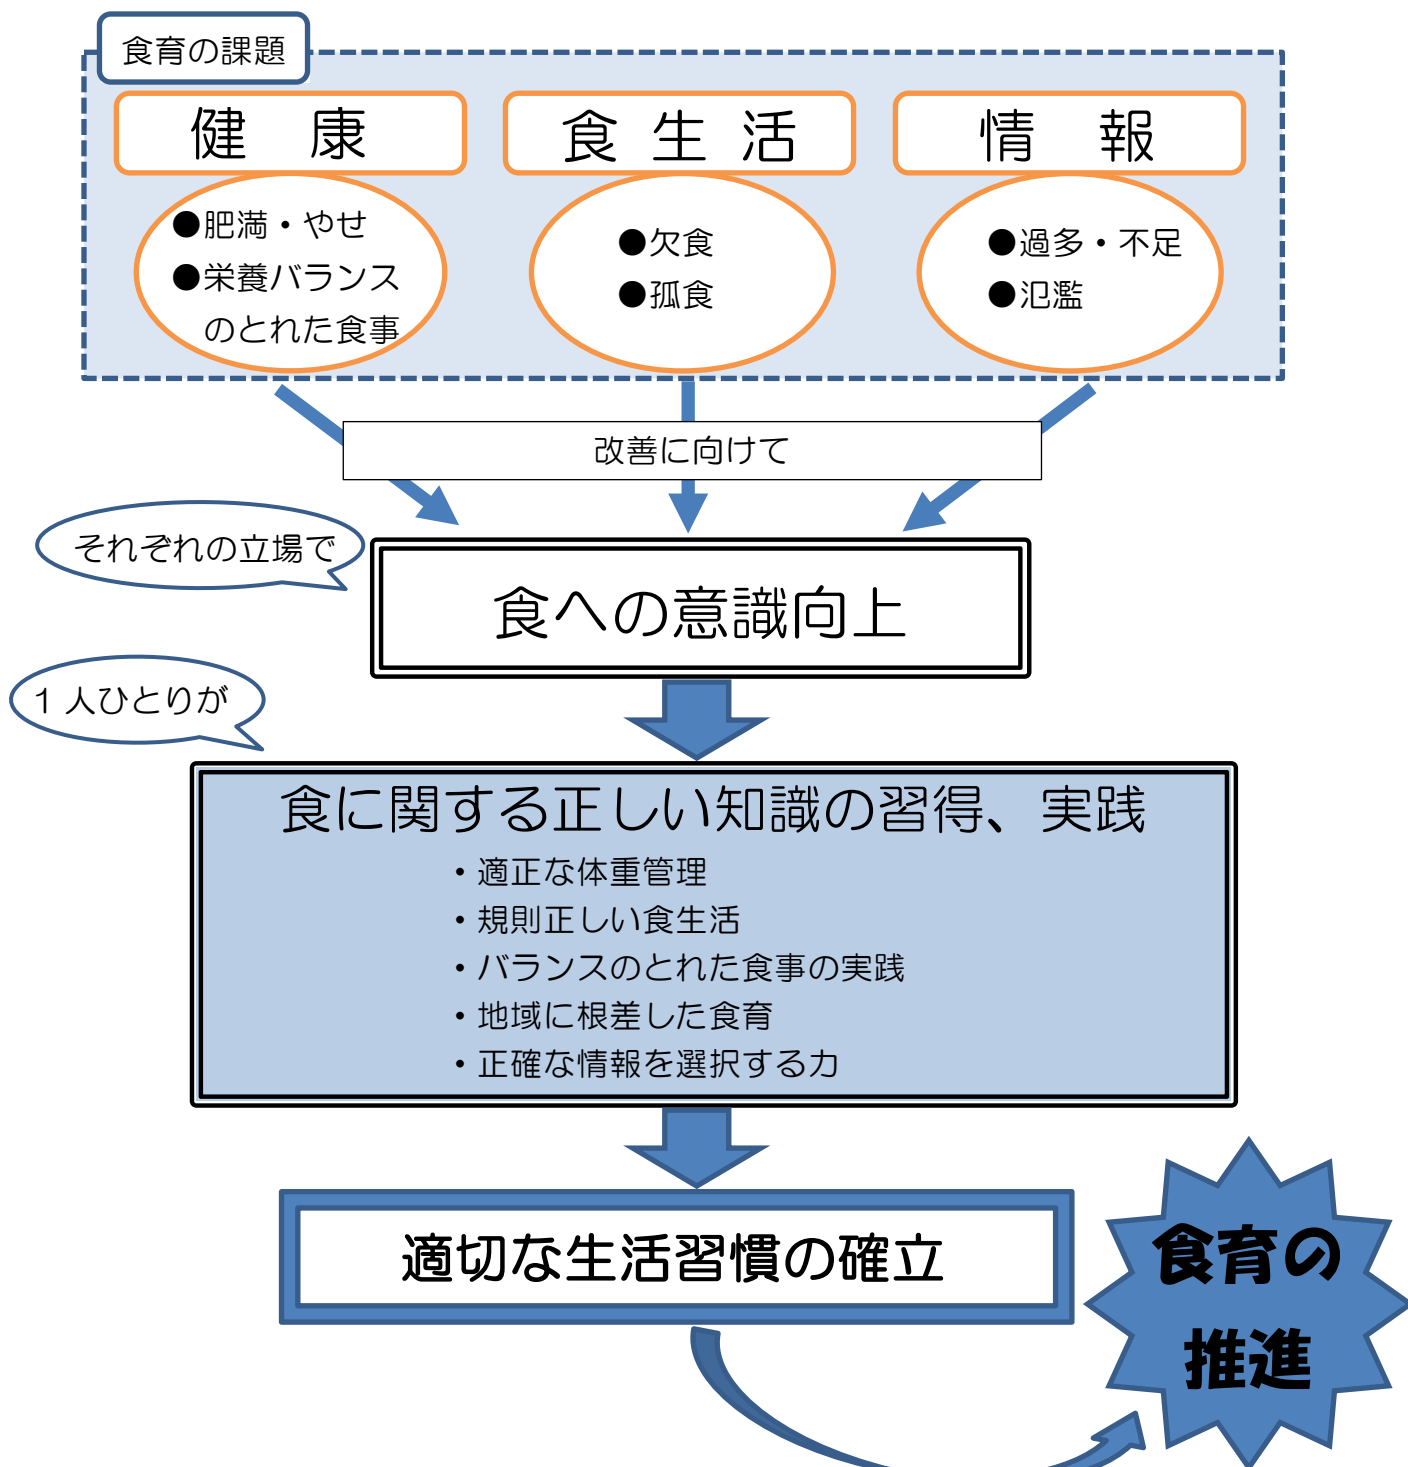 食育の課題
健　康
食生活
情　報
●肥満・やせ
●栄養バランス
のとれた食事
●欠食
●孤食
●過多・不足
●氾濫
改善に向けて
それぞれの立場で
食への意識向上
1人ひとりが
食に関する正しい知識の習得、実践
・適正な体重管理
・規則正しい食生活
・バランスのとれた食事の実践
・地域に根差した食育
・正確な情報を選択する力
適切な生活習慣の確立
食育の
推進